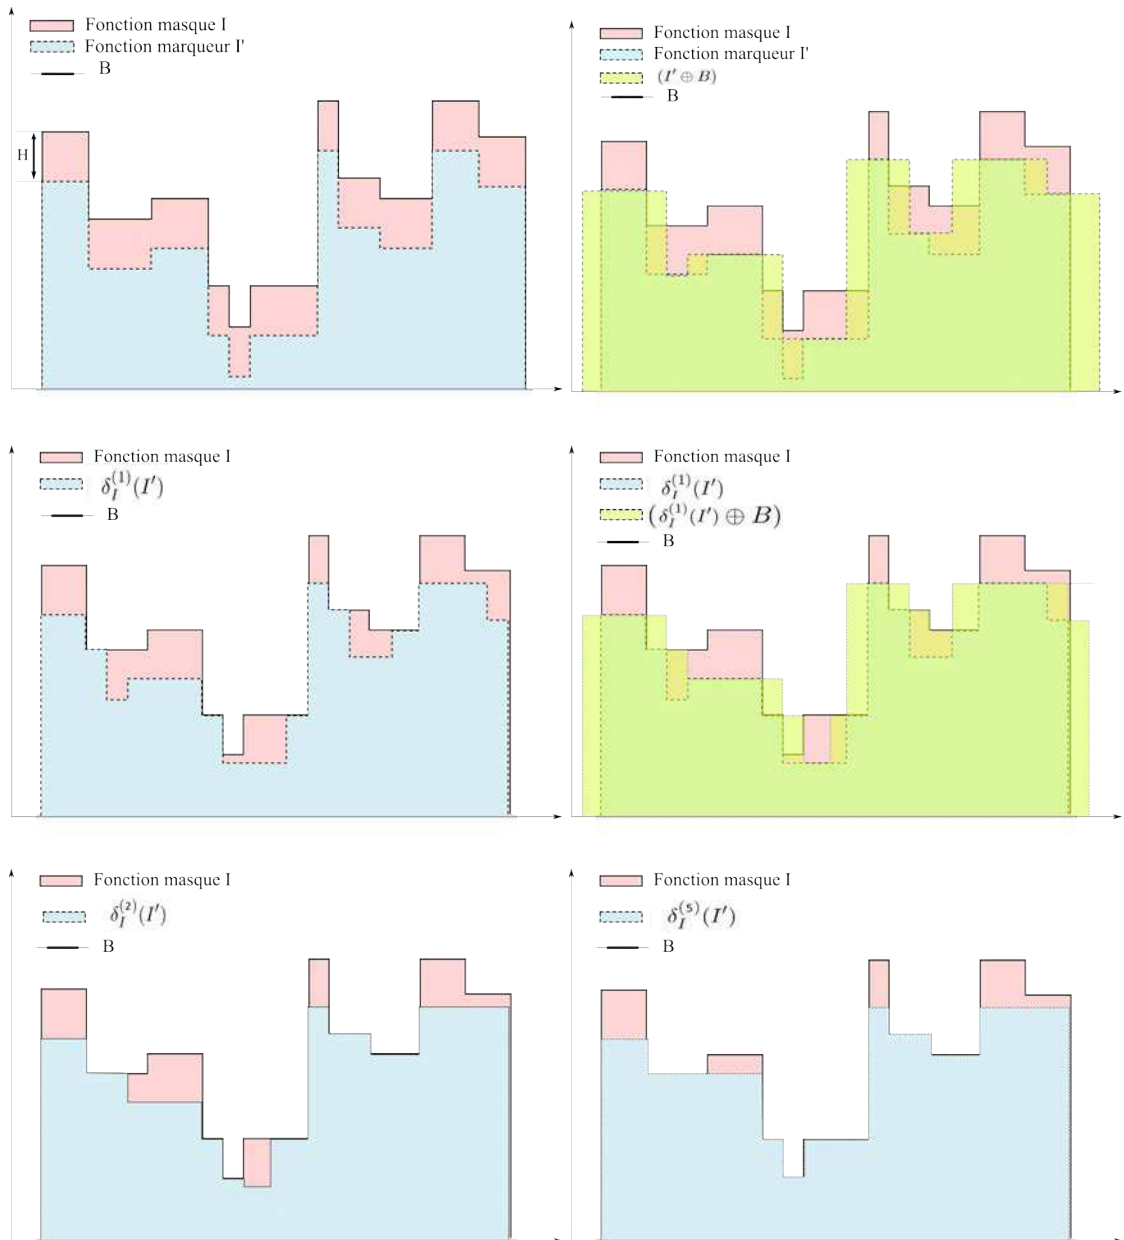 Fonction masque I
Fonction marqueur I'
B
H
Fonction masque I
Fonction marqueur I'
(I′ ⊕ B)
B
Fonction masque I
δ_I^(1)(I′)
B
Fonction masque I
δ_I^(1)(I′)
(δ_I^(1)(I′) ⊕ B)
B
Fonction masque I
δ_I^(2)(I′)
B
Fonction masque I
δ_I^(5)(I′)
B